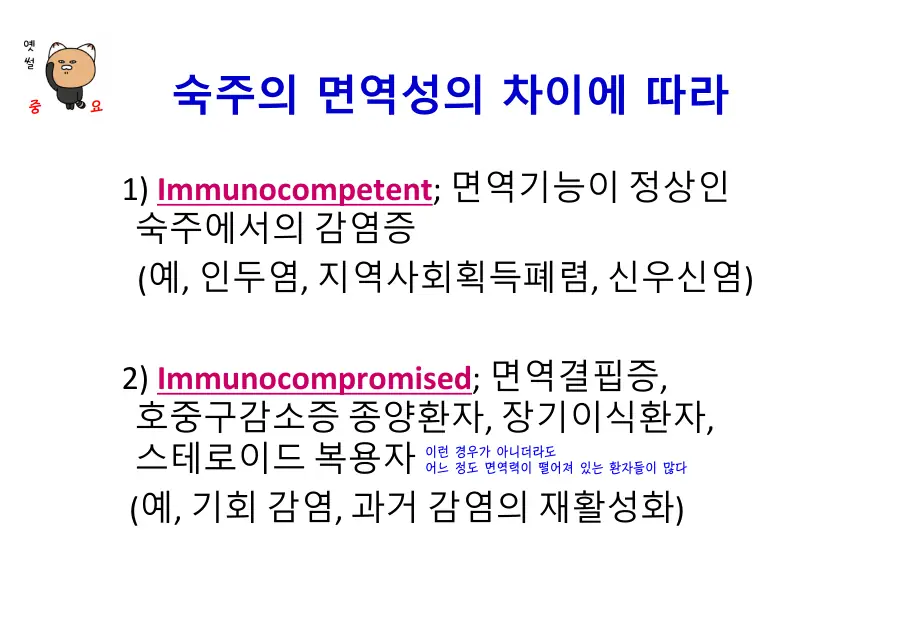 옛
썰
중 요
숙주의 면역성의 차이에 따라
1) Immunocompetent; 면역기능이 정상인
숙주에서의 감염증
(예, 인두염, 지역사회획득폐렴, 신우신염)
2) Immunocompromised; 면역결핍증,
호중구감소증 종양환자, 장기이식환자,
스테로이드 복용자 이런 경우가 아니더라도
어느 정도 면역력이 떨어져 있는 환자들이 많다
(예, 기회 감염, 과거 감염의 재활성화)